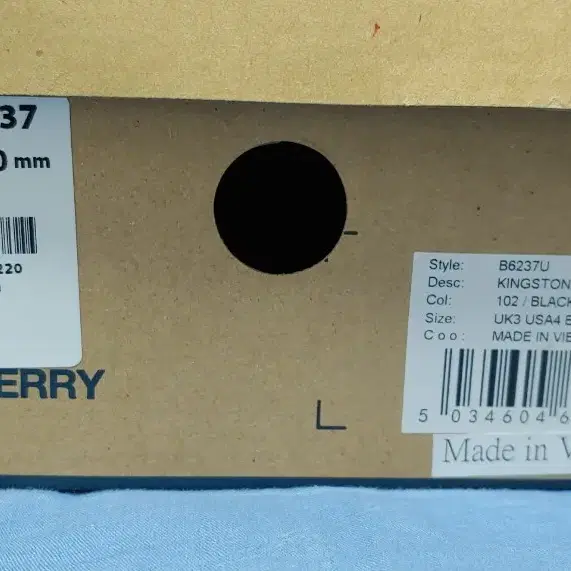 37
0 mm
220
ERRY
Style: B6237U
Desc: KINGSTON
Col: 102 / BLACK
Size: UK3 USA4 E
Coo: MADE IN VIE
5 034604 6
Made in V